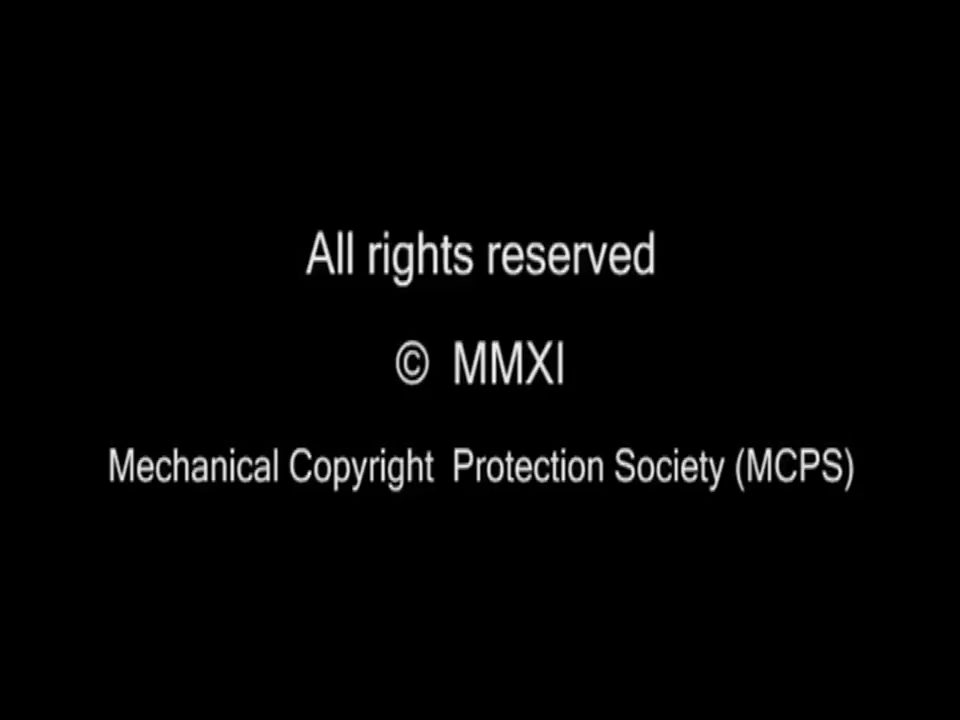 All rights reserved
© MMXI
Mechanical Copyright Protection Society (MCPS)